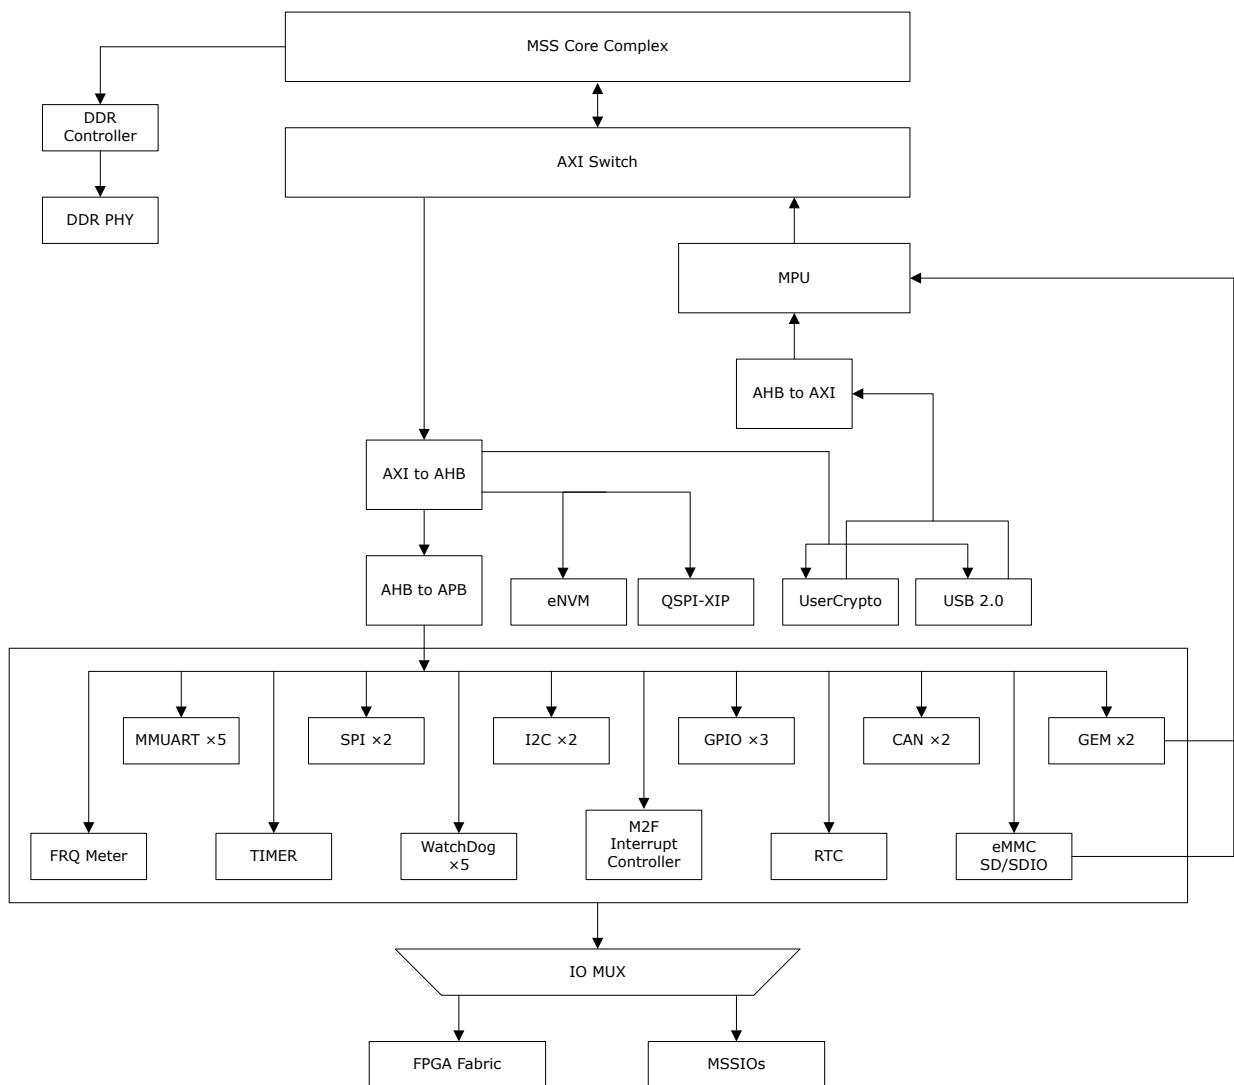 MSS Core Complex
DDR
Controller
AXI Switch
DDR PHY
MPU
AHB to AXI
AXI to AHB
AHB to APB
eNVM
QSPI-XIP
UserCrypto
USB 2.0
MMUART ×5
SPI ×2
I2C ×2
GPIO ×3
CAN ×2
GEM x2
FRQ Meter
TIMER
WatchDog
×5
M2F
Interrupt
Controller
RTC
eMMC
SD/SDIO
IO MUX
FPGA Fabric
MSSIOs